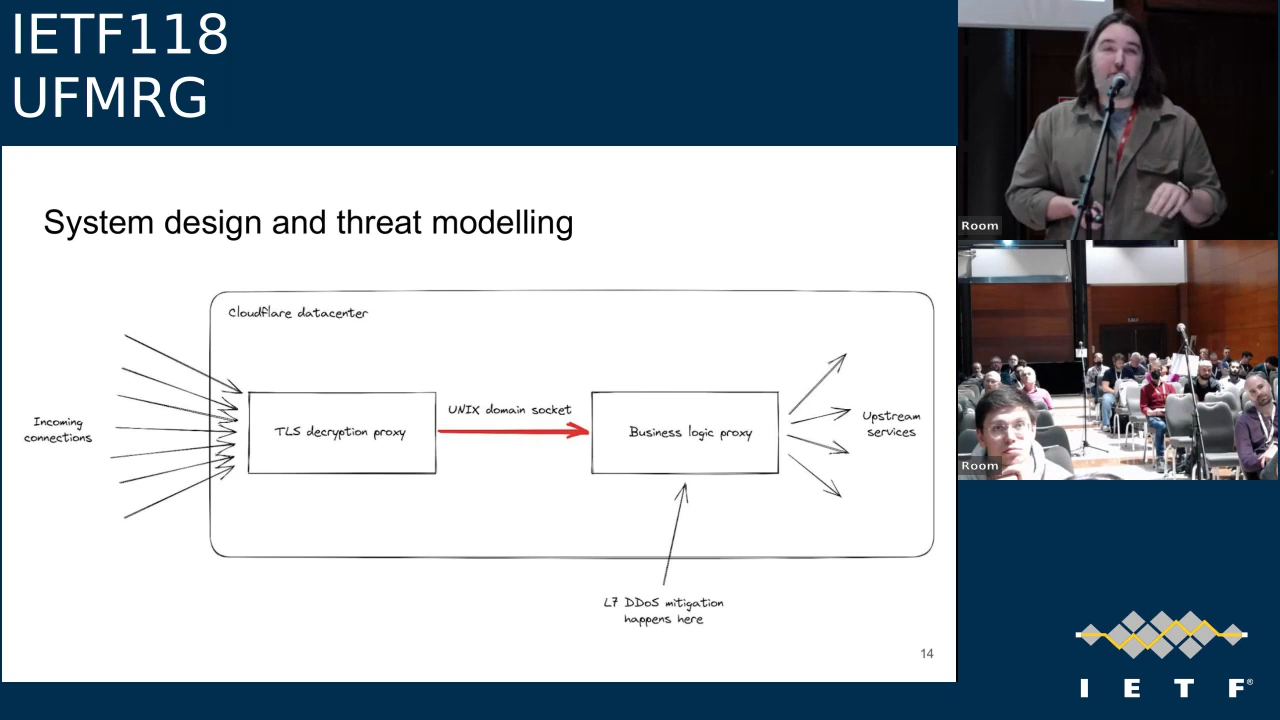 IETF118
UFMRG
Room
System design and threat modelling
Cloudflare datacenter
Incoming
connections
TLS decryption proxy
UNIX domain socket
Business logic proxy
Upstream
services
L7 DDoS mitigation
happens here
14
Room
I E T F®